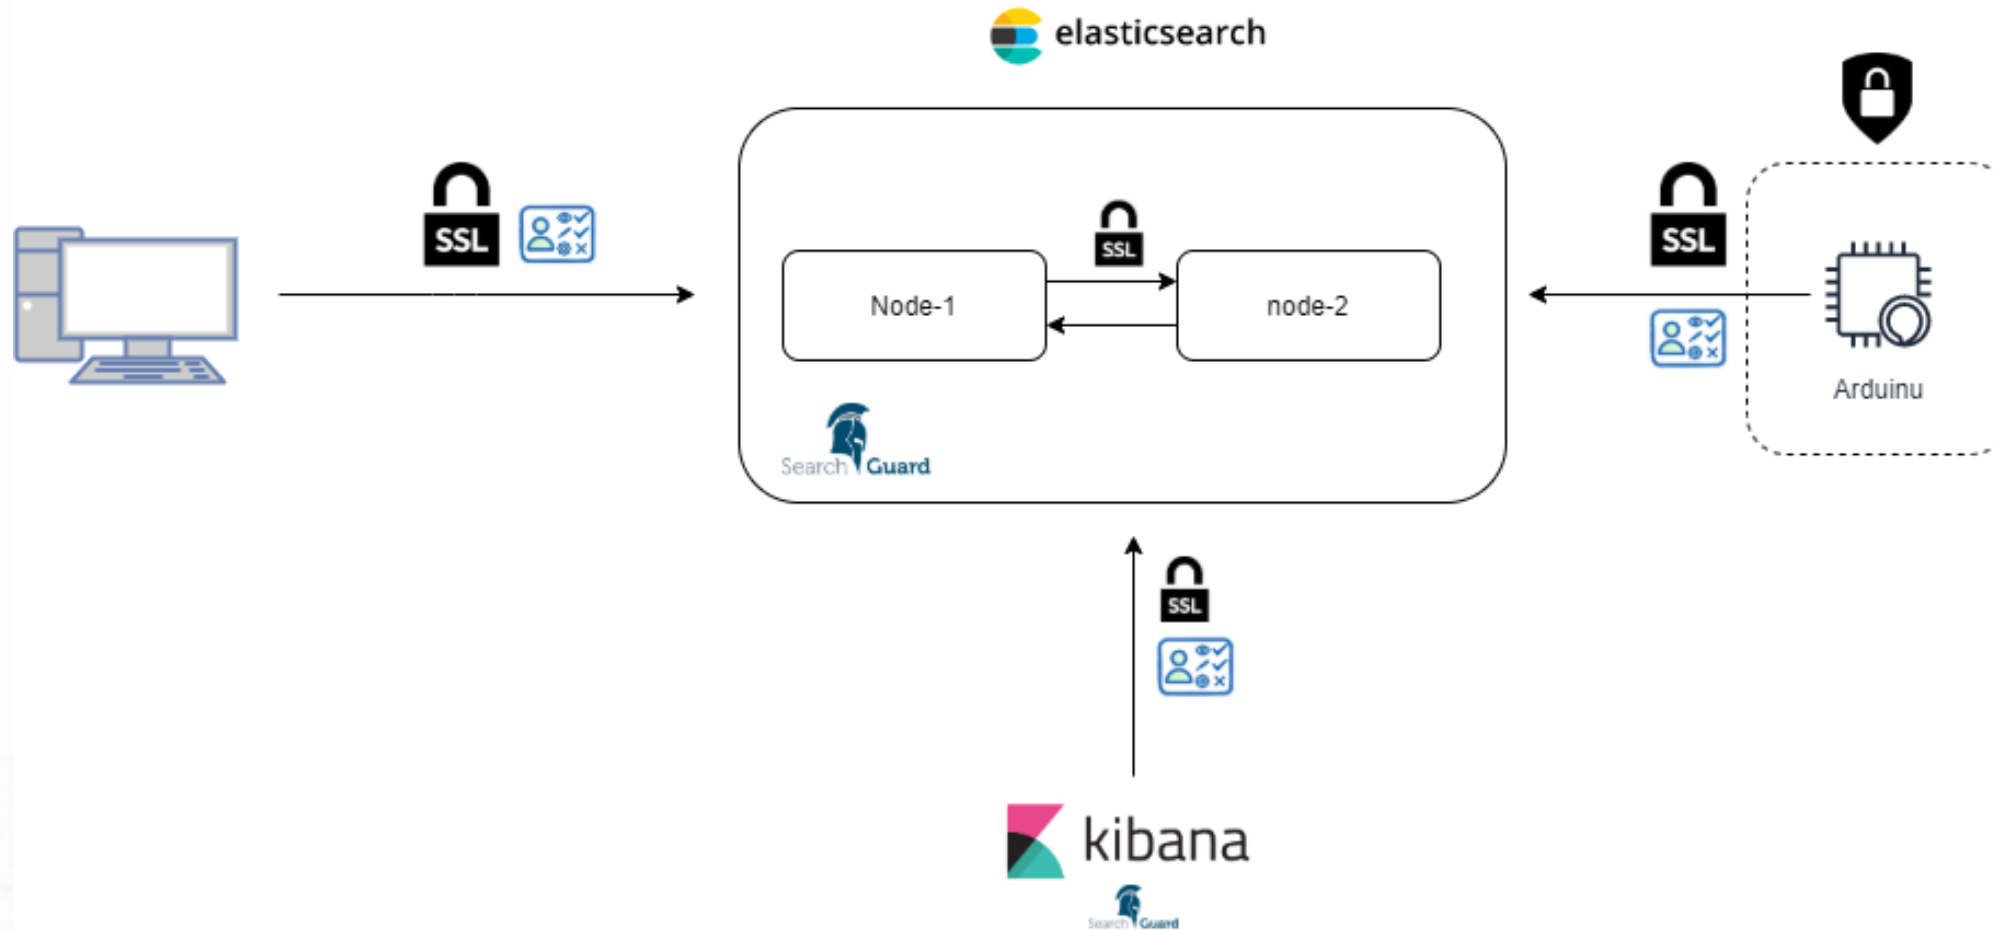 elasticsearch
SSL
SSL
SSL
Node-1
node-2
Arduinu
Search Guard
SSL
kibana
Search Guard